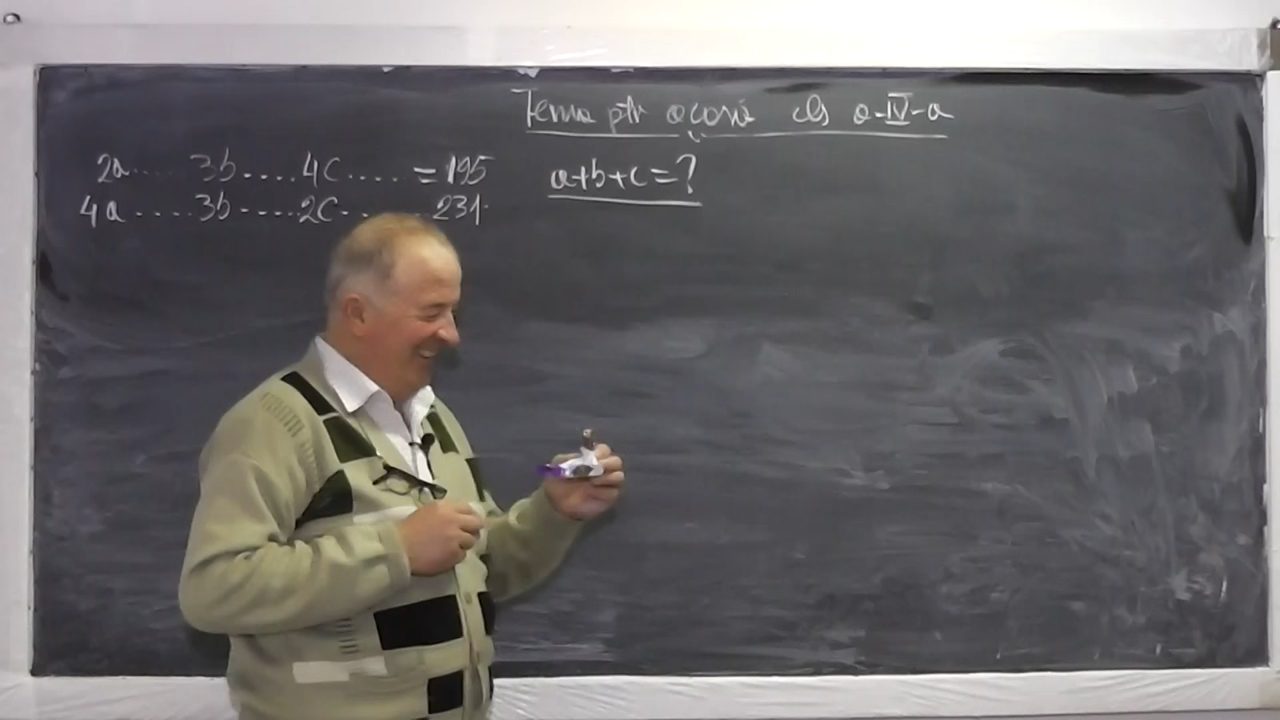 Tema ptr acasă cls a-IV-a
2a.... 3b....4c.... = 195
a+b+c=?
4a....3b----2c-....231.